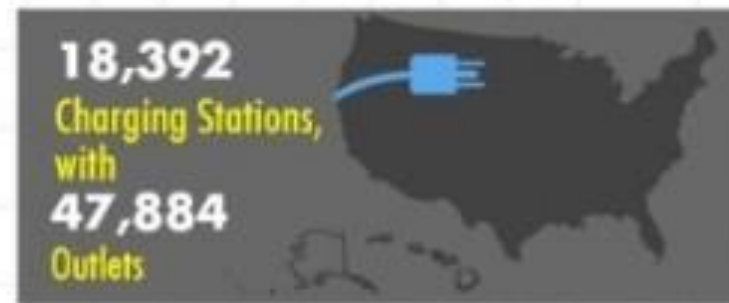 18,392
Charging Stations,
with
47,884
Outlets